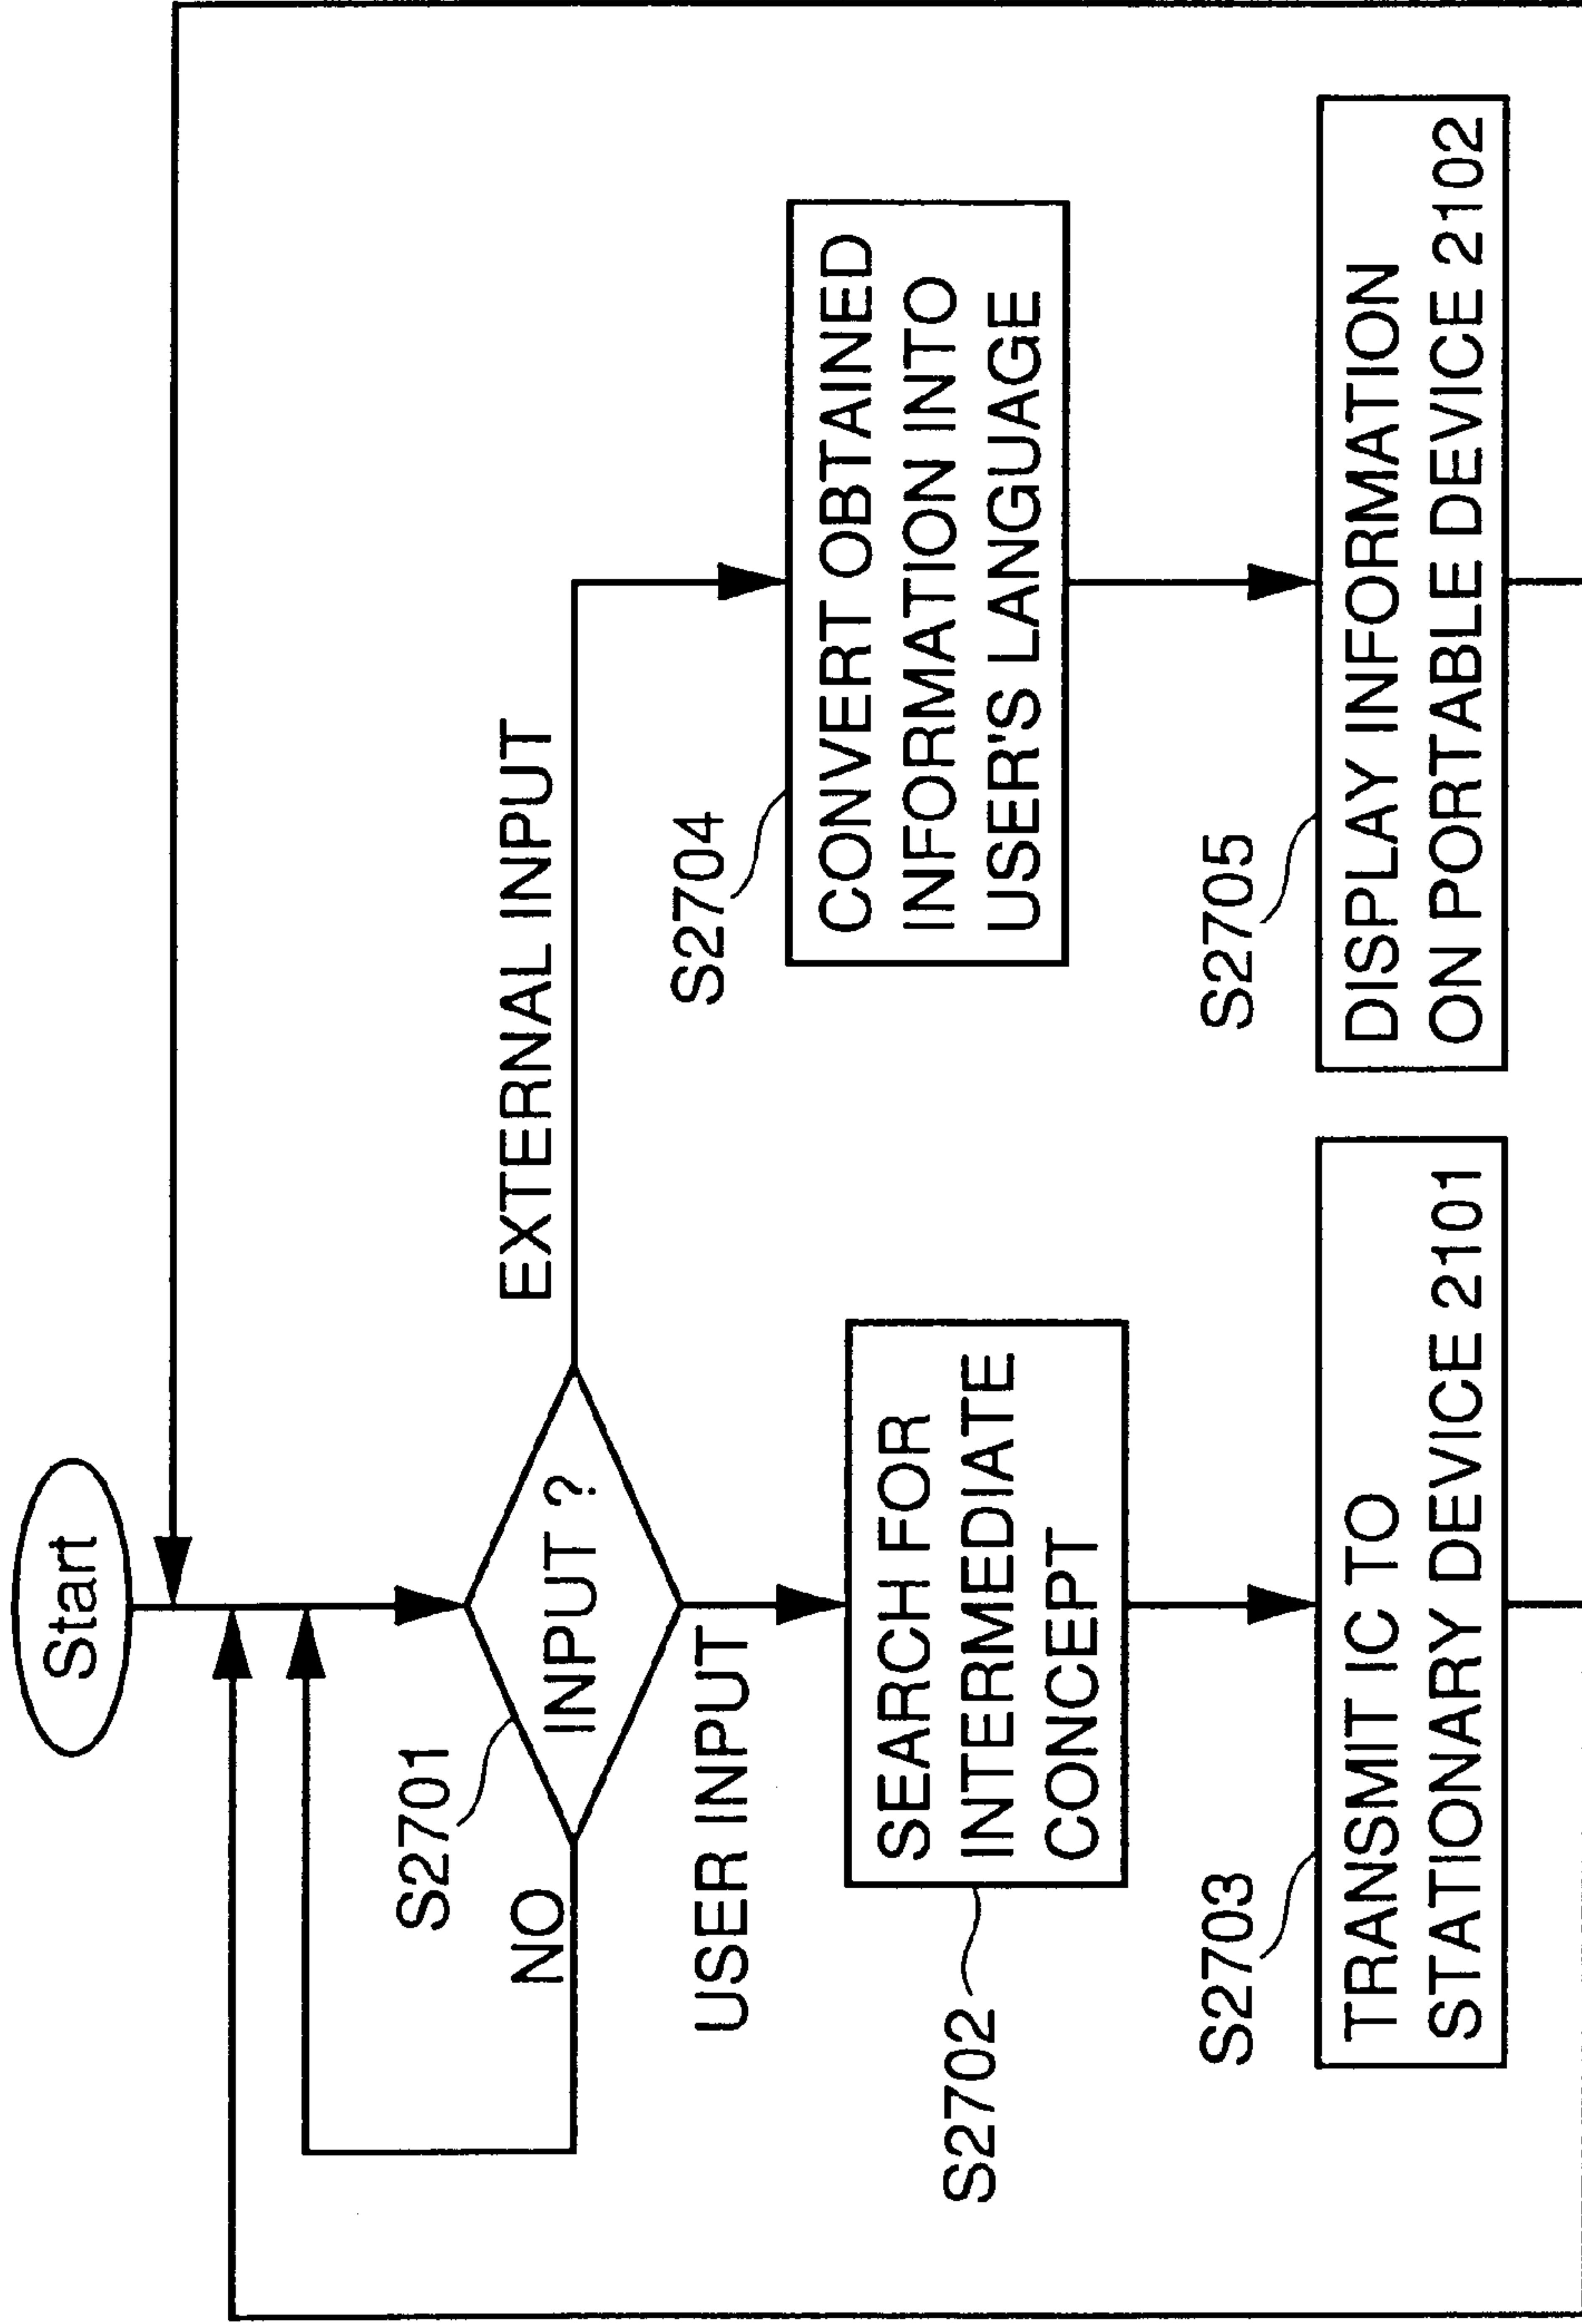 Start
S2701
INPUT ?
NO
EXTERNAL INPUT
USER INPUT
S2702
SEARCH FOR
INTERMEDIATE
CONCEPT
S2703
TRANSMIT IC TO
STATIONARY DEVICE 2101
S2704
CONVERT OBTAINED
INFORMATION INTO
USER'S LANGUAGE
S2705
DISPLAY INFORMATION
ON PORTABLE DEVICE 2102